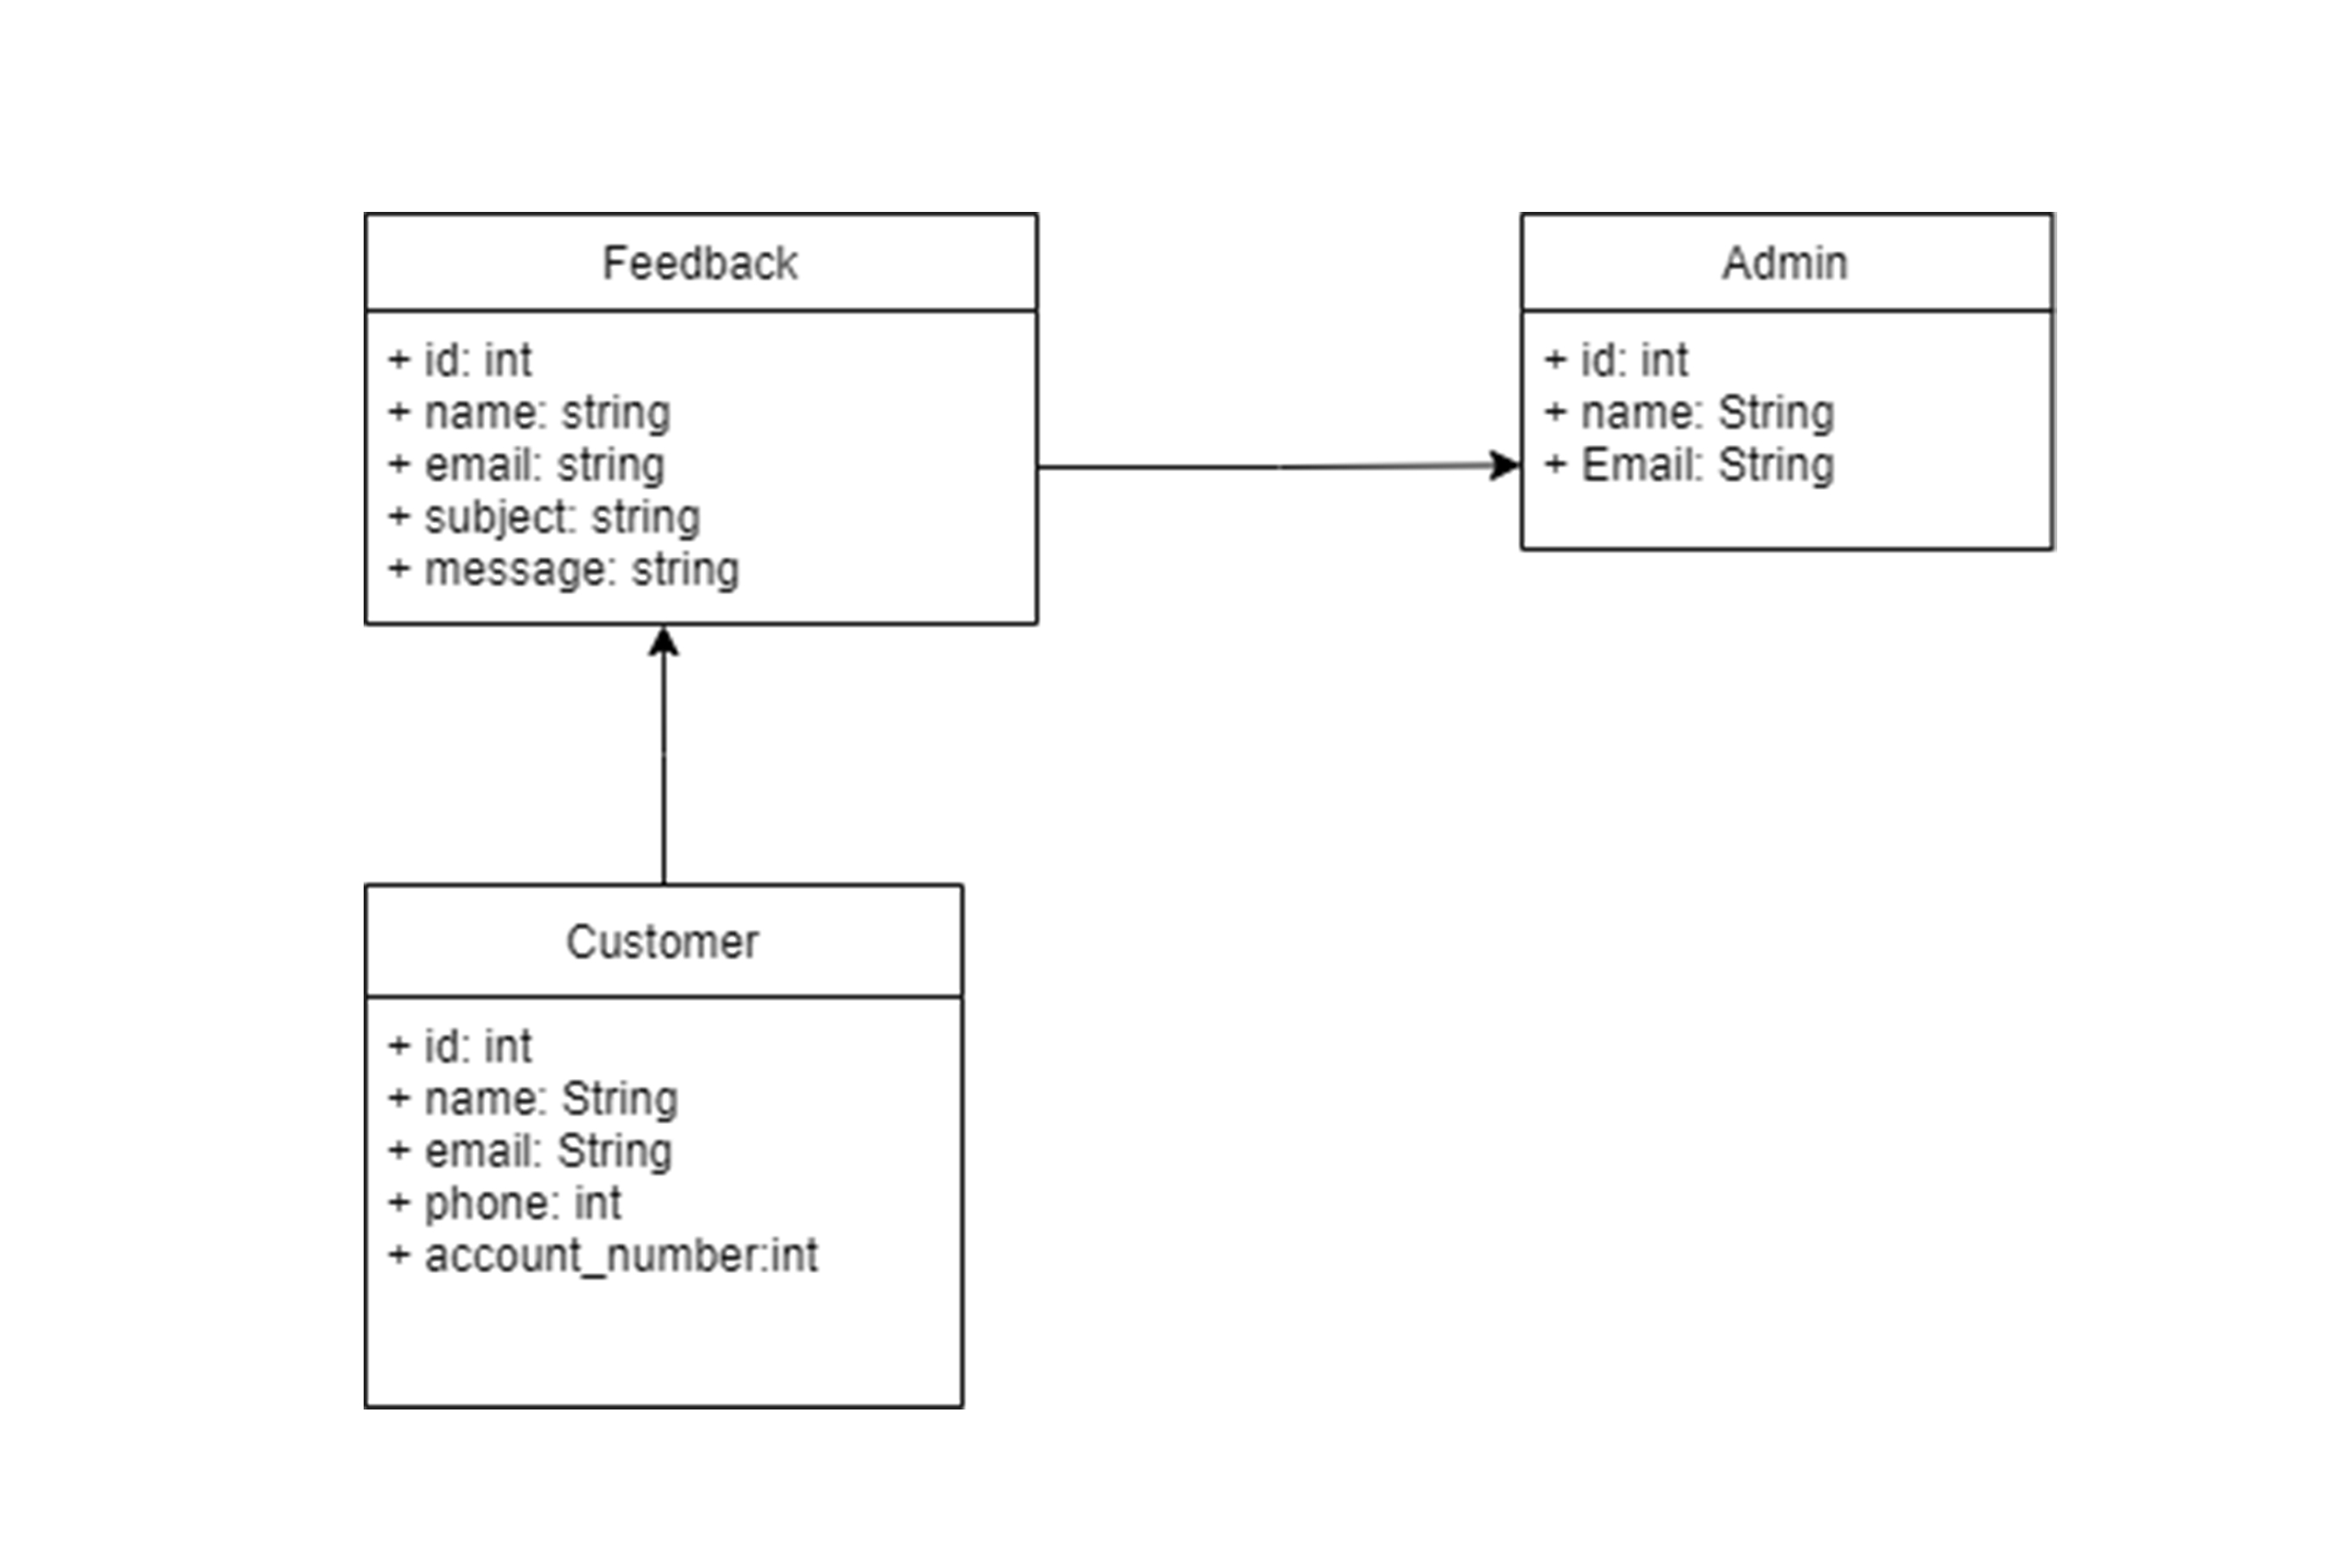 Feedback
+ id: int
+ name: string
+ email: string
+ subject: string
+ message: string
Admin
+ id: int
+ name: String
+ Email: String
Customer
+ id: int
+ name: String
+ email: String
+ phone: int
+ account_number:int